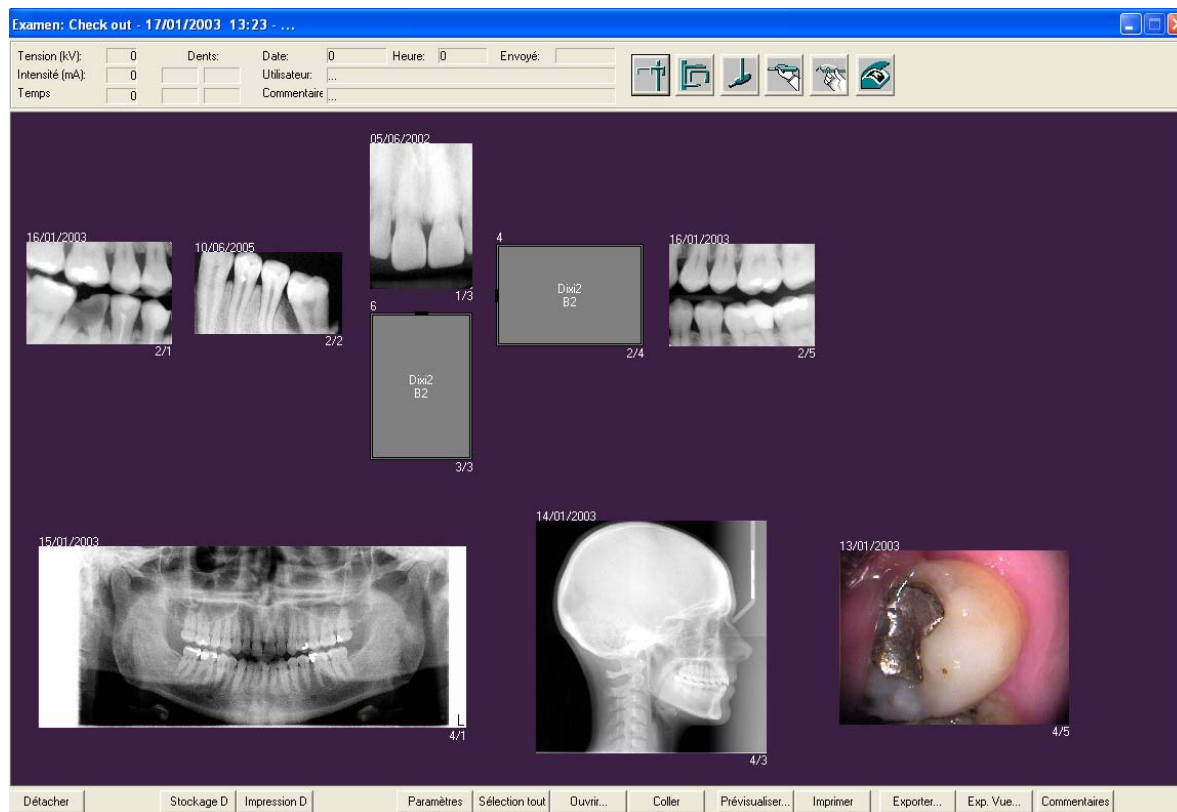 Examen: Check out - 17/01/2003 13:23 - ...
Tension (kV): 0 Dents: Date: 0 Heure: 0 Envoyé:
Intensité (mA): 0 Utilisateur: ...
Temps 0 Commentaire ...
05/06/2002
1/3
16/01/2003
2/1
10/06/2005
2/2
4
Dixi2
B2
2/4
16/01/2003
2/5
6
Dixi2
B2
3/3
15/01/2003
L
4/1
14/01/2003
4/3
13/01/2003
4/5
Détacher Stockage D Impression D Paramètres Sélection tout Ouvrir... Coller Prévisualiser... Imprimer Exporter... Exp. Vue... Commentaires